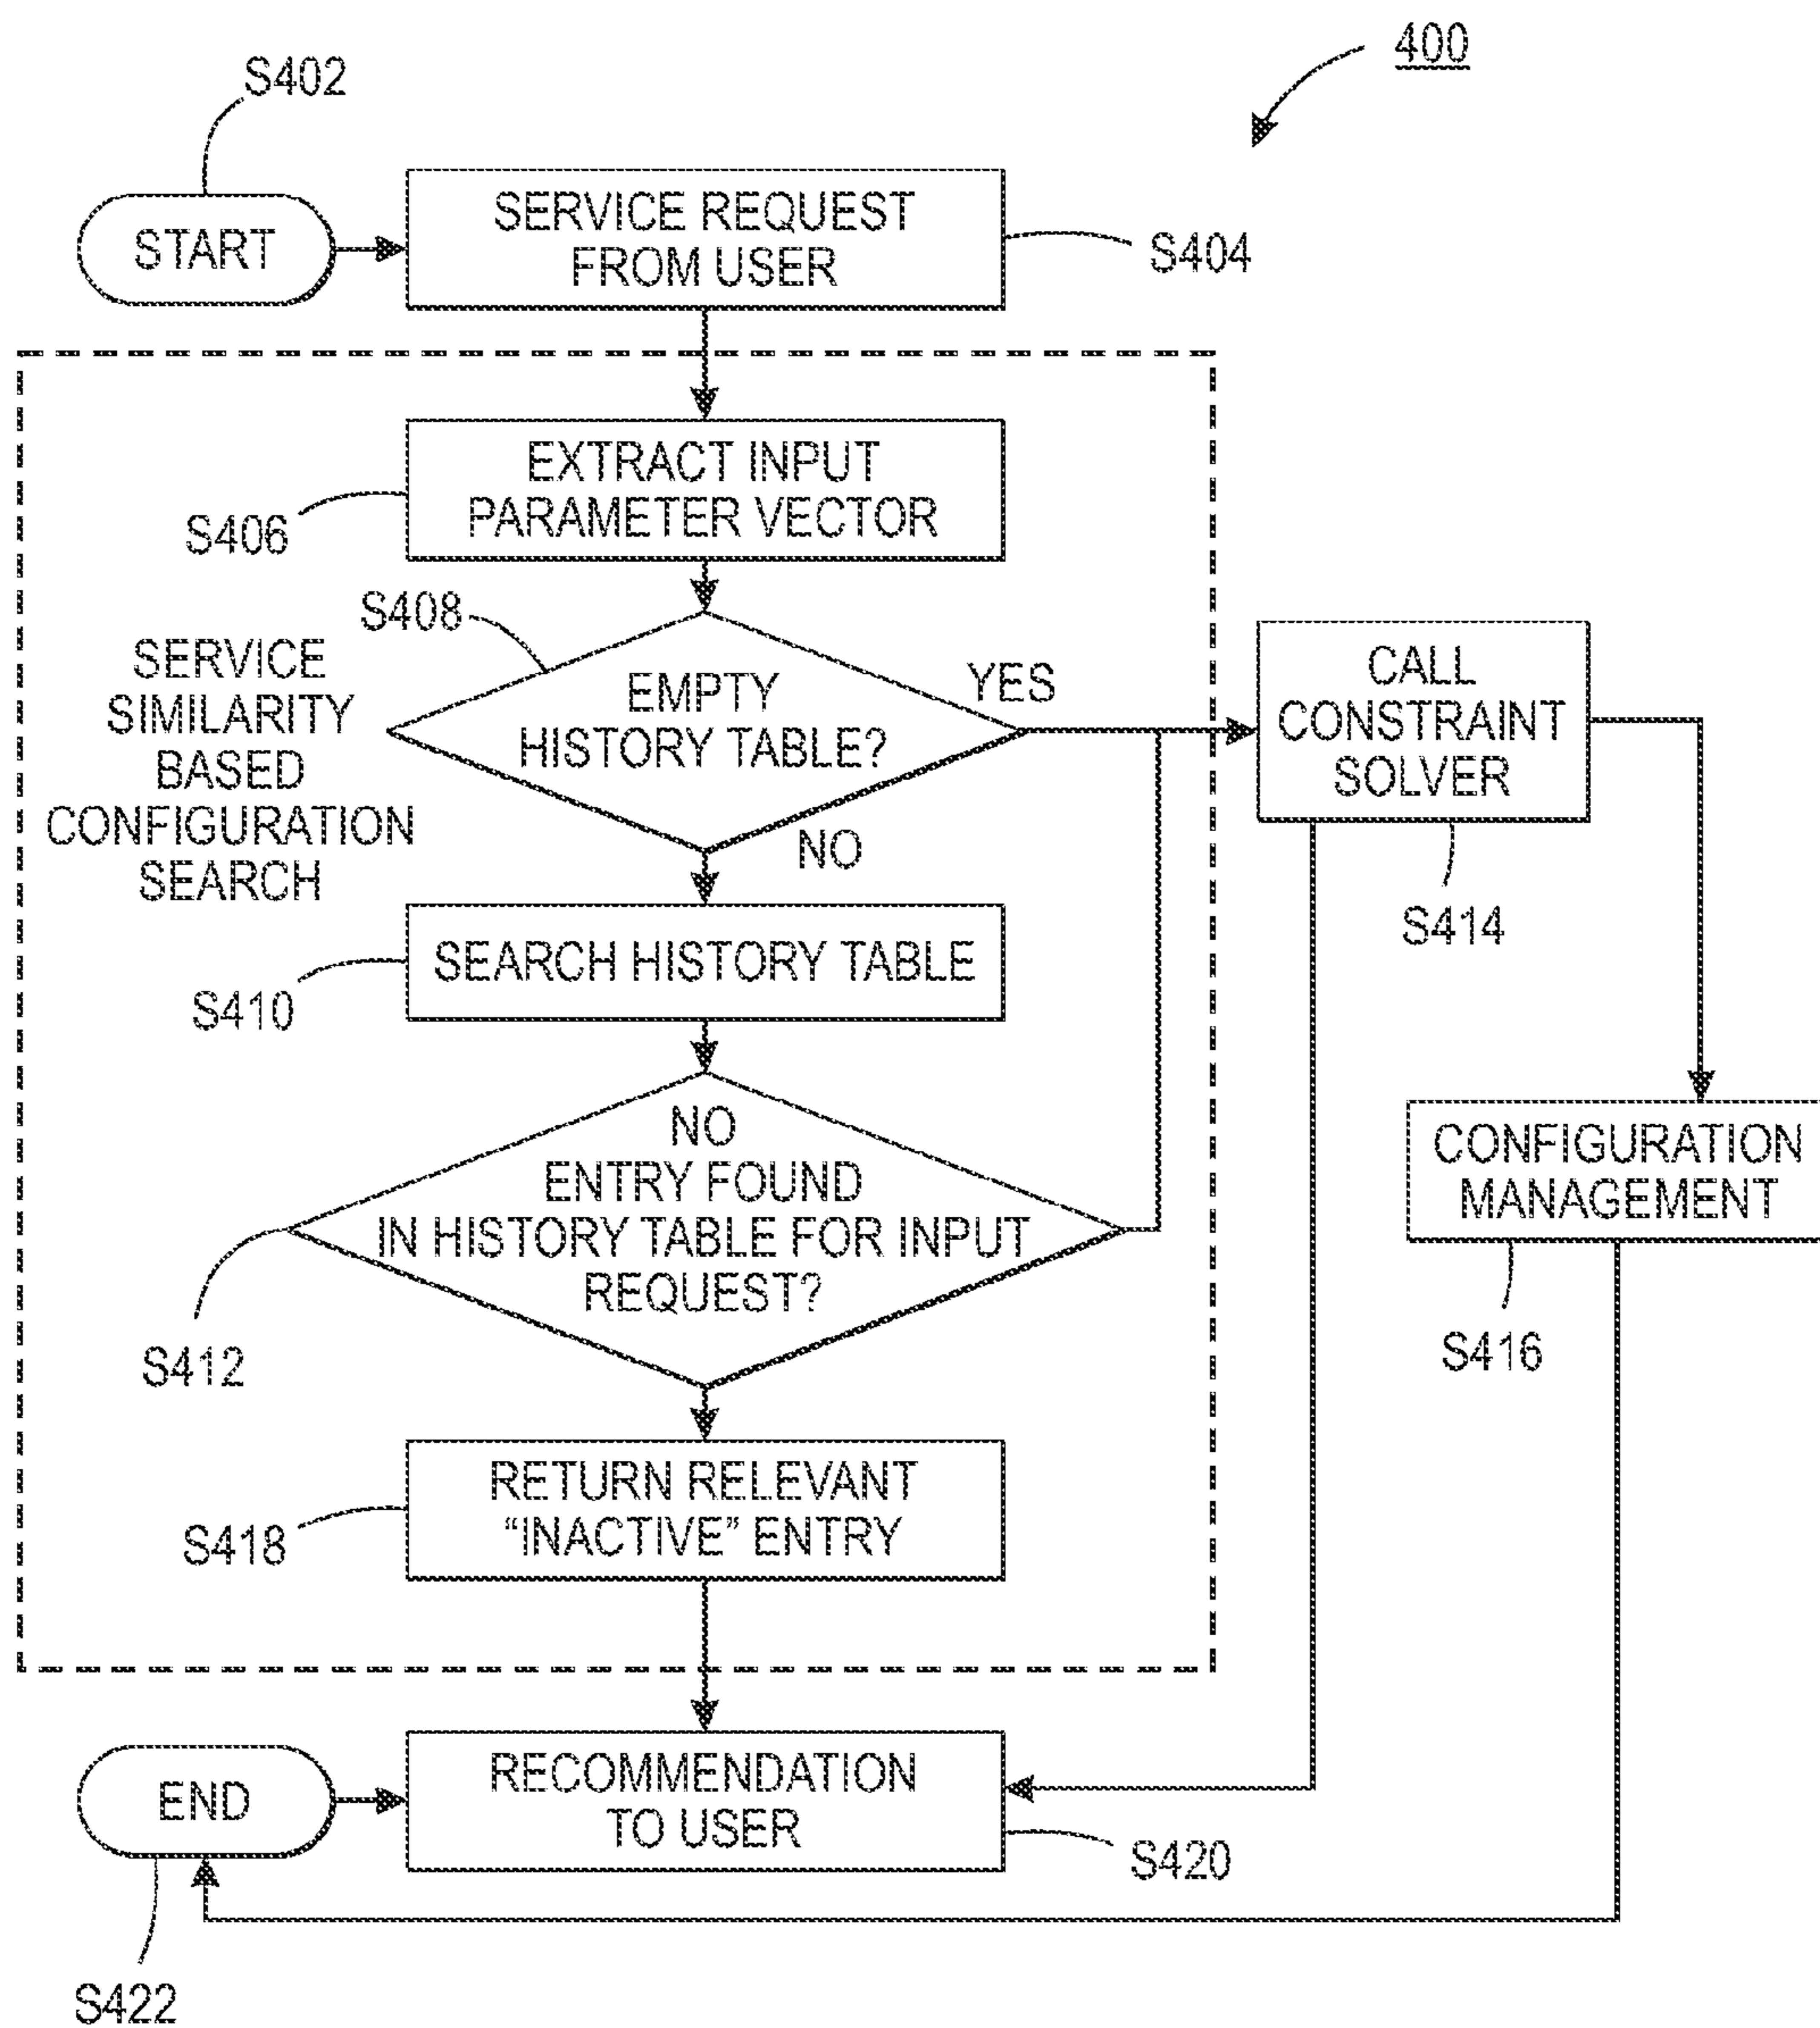 400
S402
START
SERVICE REQUEST
FROM USER
S404
EXTRACT INPUT
PARAMETER VECTOR
S406
S408
EMPTY
HISTORY TABLE?
YES
NO
SERVICE
SIMILARITY
BASED
CONFIGURATION
SEARCH
CALL
CONSTRAINT
SOLVER
S414
SEARCH HISTORY TABLE
S410
NO
ENTRY FOUND
IN HISTORY TABLE FOR INPUT
REQUEST?
S412
CONFIGURATION
MANAGEMENT
S416
RETURN RELEVANT
“INACTIVE” ENTRY
S418
END
RECOMMENDATION
TO USER
S420
S422